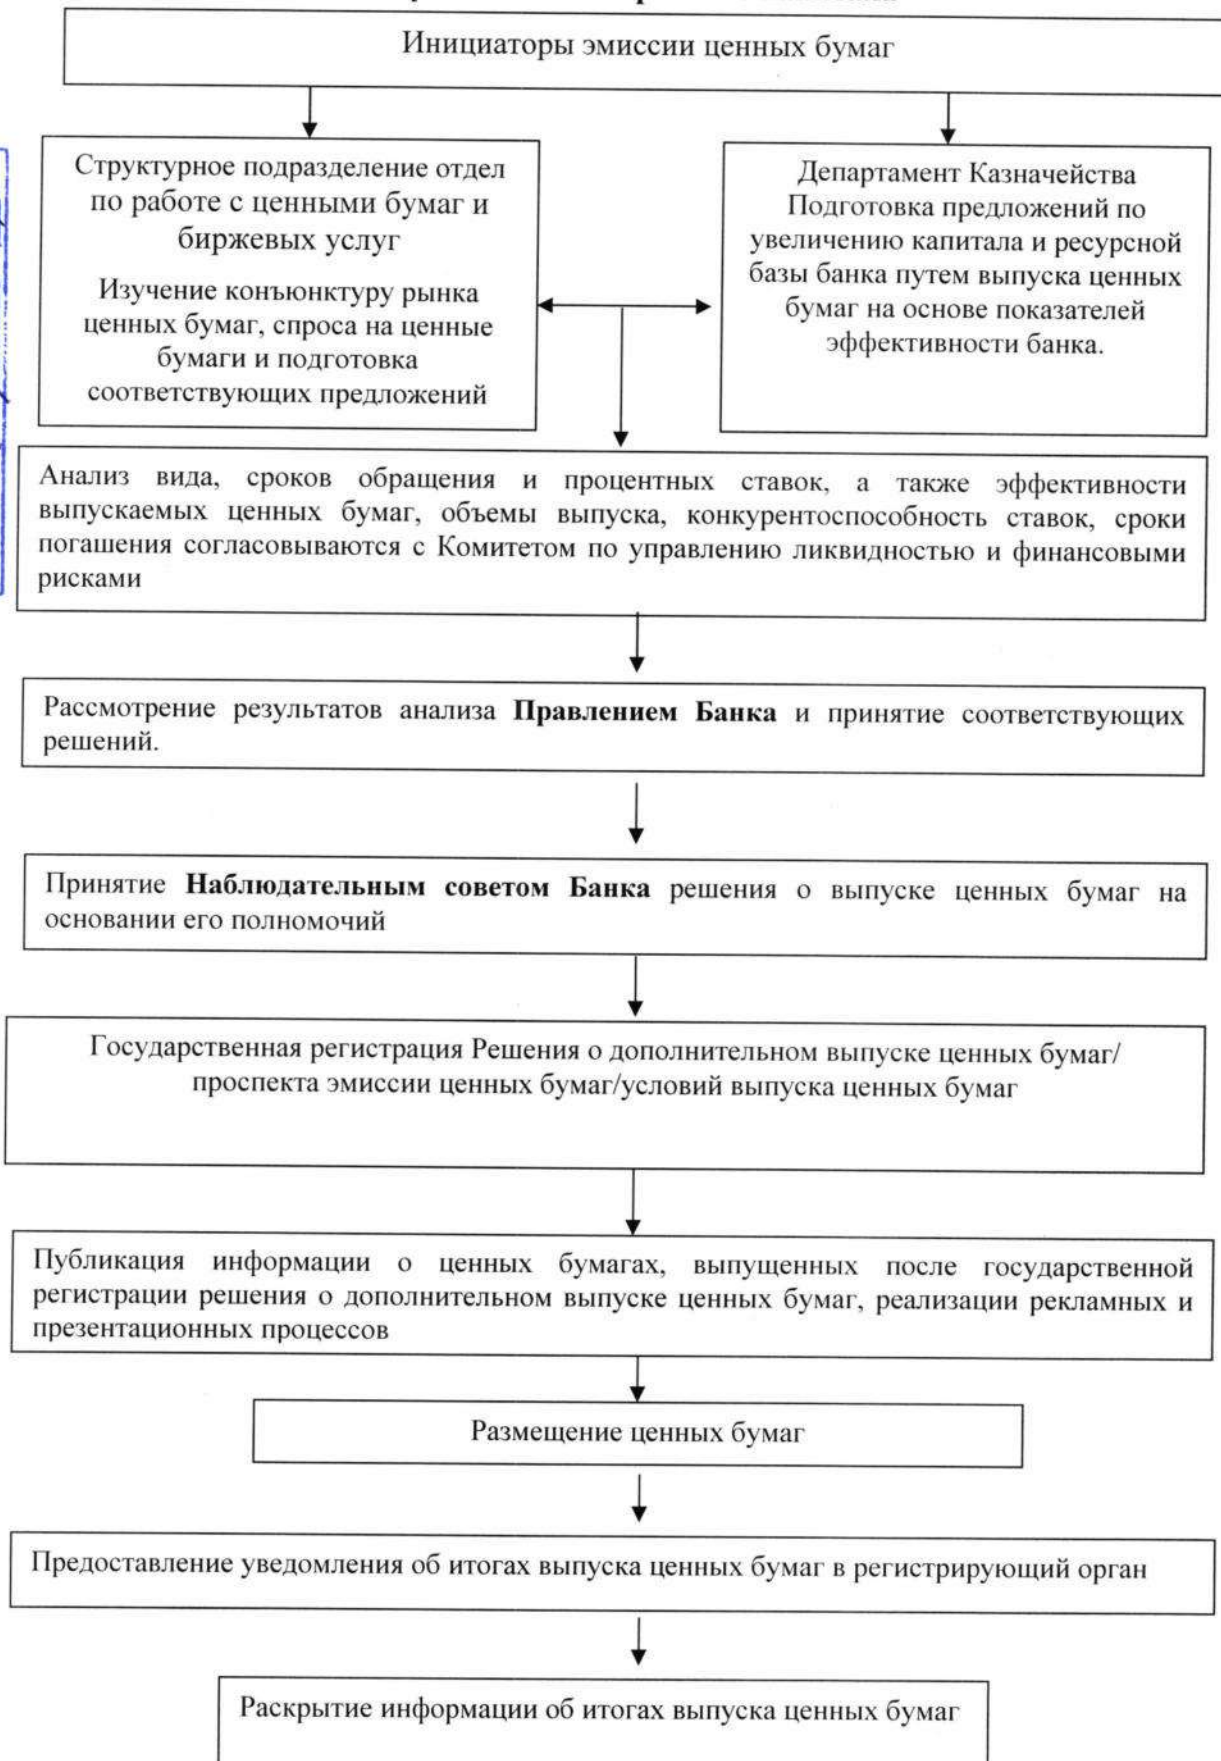 Инициаторы эмиссии ценных бумаг
Структурное подразделение отдел
по работе с ценными бумаг и
биржевых услуг
Изучение конъюнктуру рынка
ценных бумаг, спроса на ценные
бумаги и подготовка
соответствующих предложений
Департамент Казначейства
Подготовка предложений по
увеличению капитала и ресурсной
базы банка путем выпуска ценных
бумаг на основе показателей
эффективности банка.
Анализ вида, сроков обращения и процентных ставок, а также эффективности
выпускаемых ценных бумаг, объемы выпуска, конкурентоспособность ставок, сроки
погашения согласовываются с Комитетом по управлению ликвидностью и финансовыми
рисками
Рассмотрение результатов анализа Правлением Банка и принятие соответствующих
решений.
Принятие Наблюдательным советом Банка решения о выпуске ценных бумаг на
основании его полномочий
Государственная регистрация Решения о дополнительном выпуске ценных бумаг/
проспекта эмиссии ценных бумаг/условий выпуска ценных бумаг
Публикация информации о ценных бумагах, выпущенных после государственной
регистрации решения о дополнительном выпуске ценных бумаг, реализации рекламных и
презентационных процессов
Размещение ценных бумаг
Предоставление уведомления об итогах выпуска ценных бумаг в регистрирующий орган
Раскрытие информации об итогах выпуска ценных бумаг